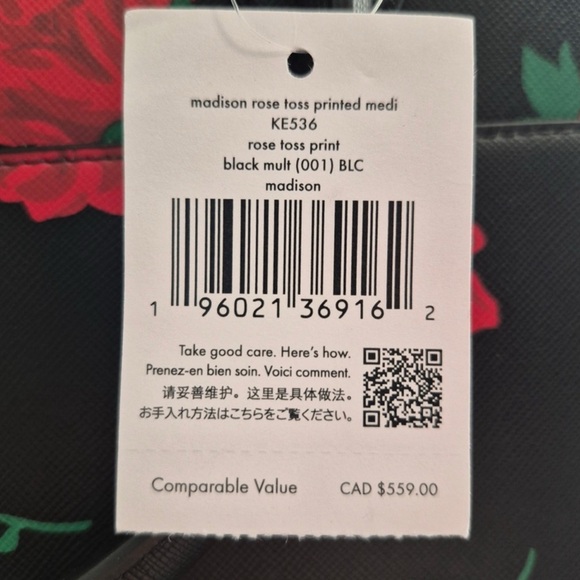 madison rose toss printed medi
KE536
rose toss print
black mult (001) BLC
madison
1 96021 36916 2
Take good care. Here's how.
Prenez-en bien soin. Voici comment.
请妥善维护。这里是具体做法。
お手入れ方法はこちらをご覧ください。
Comparable Value CAD $559.00